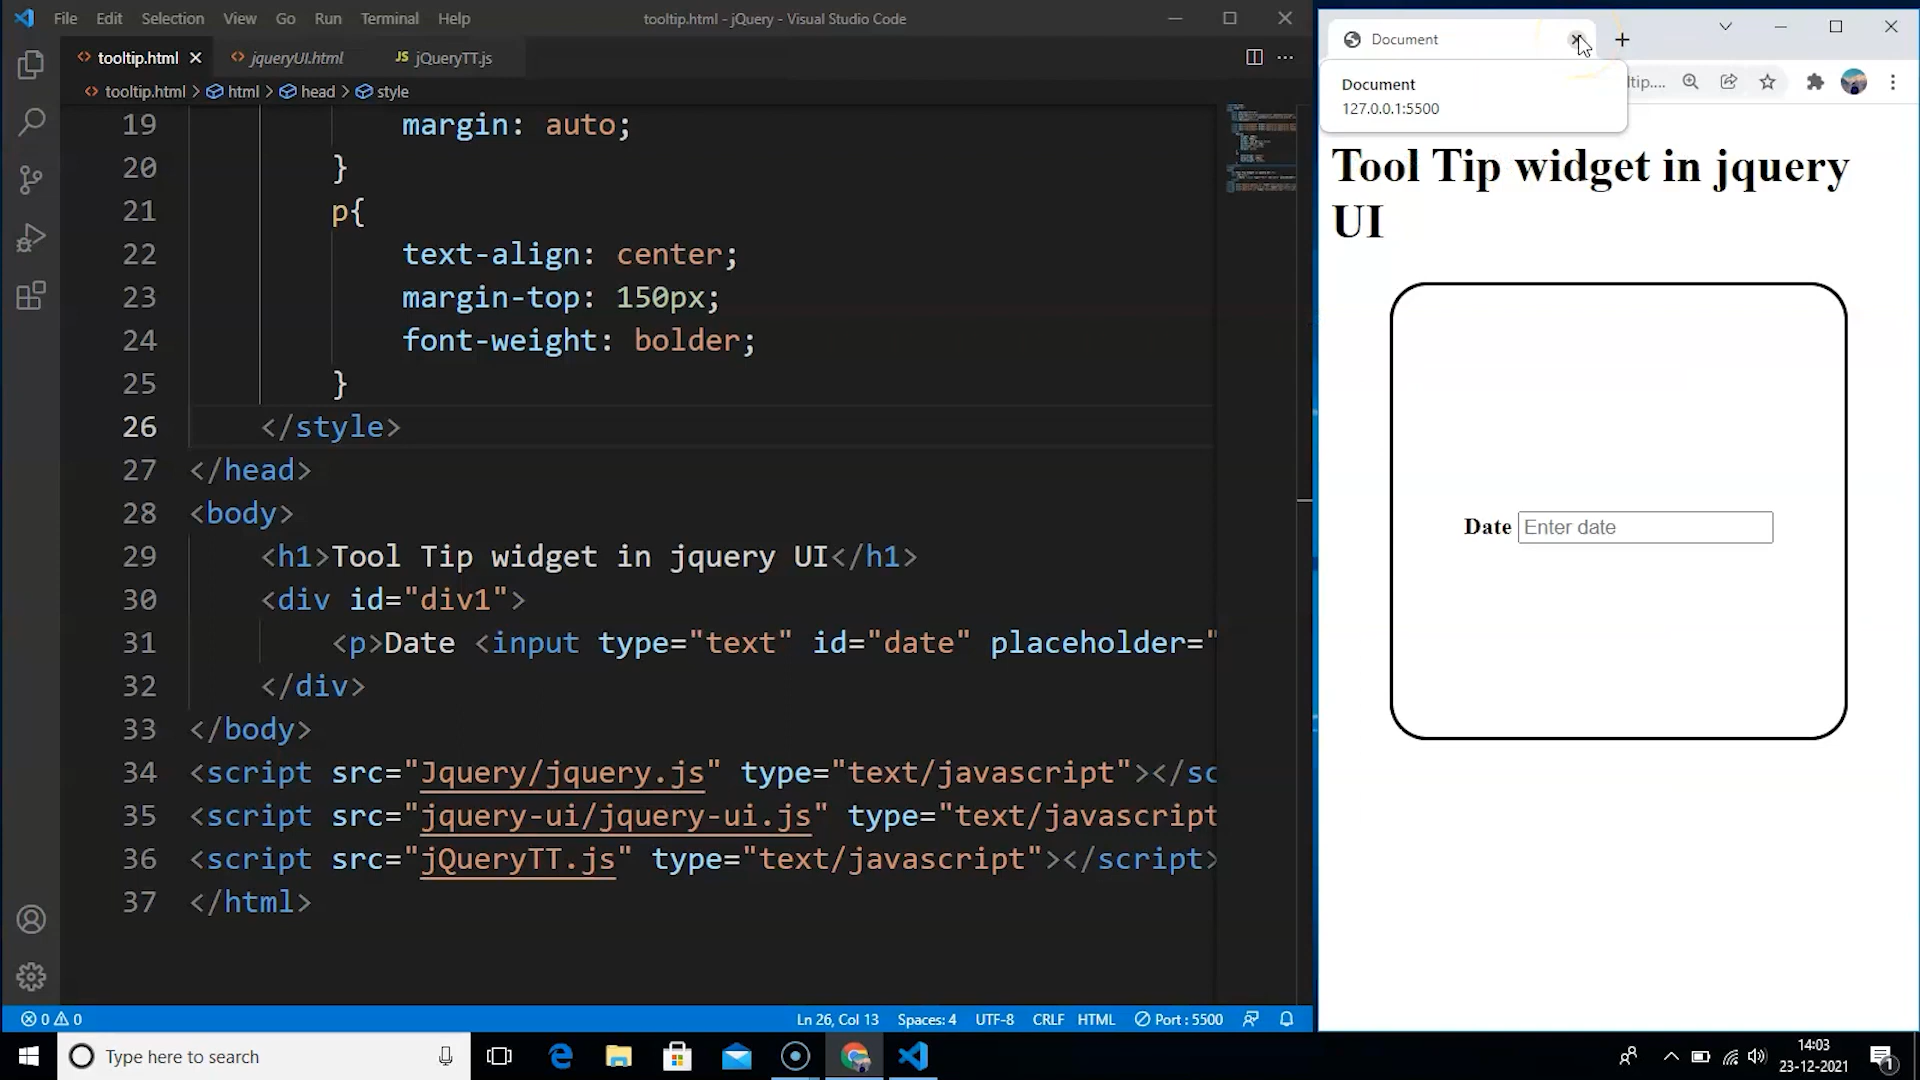 File Edit Selection View Go Run Terminal Help tooltip.html - jQuery - Visual Studio Code
tooltip.html jqueryUI.html JS jQueryTT.js
tooltip.html > html > head > style
19 margin: auto;
20 }
21 p{
22 text-align: center;
23 margin-top: 150px;
24 font-weight: bolder;
25 }
26 </style>
27 </head>
28 <body>
29 <h1>Tool Tip widget in jquery UI</h1>
30 <div id="div1">
31 <p>Date <input type="text" id="date" placeholder="
32 </div>
33 </body>
34 <script src="Jquery/jquery.js" type="text/javascript"></sc
35 <script src="jquery-ui/jquery-ui.js" type="text/javascript
36 <script src="jQueryTT.js" type="text/javascript"></script>
37 </html>
0 0 Ln 26, Col 13 Spaces: 4 UTF-8 CRLF HTML Port : 5500
Document
ltip....
Document
127.0.0.1:5500
Tool Tip widget in jquery
UI
Date Enter date
Type here to search
14:03
23-12-2021
1